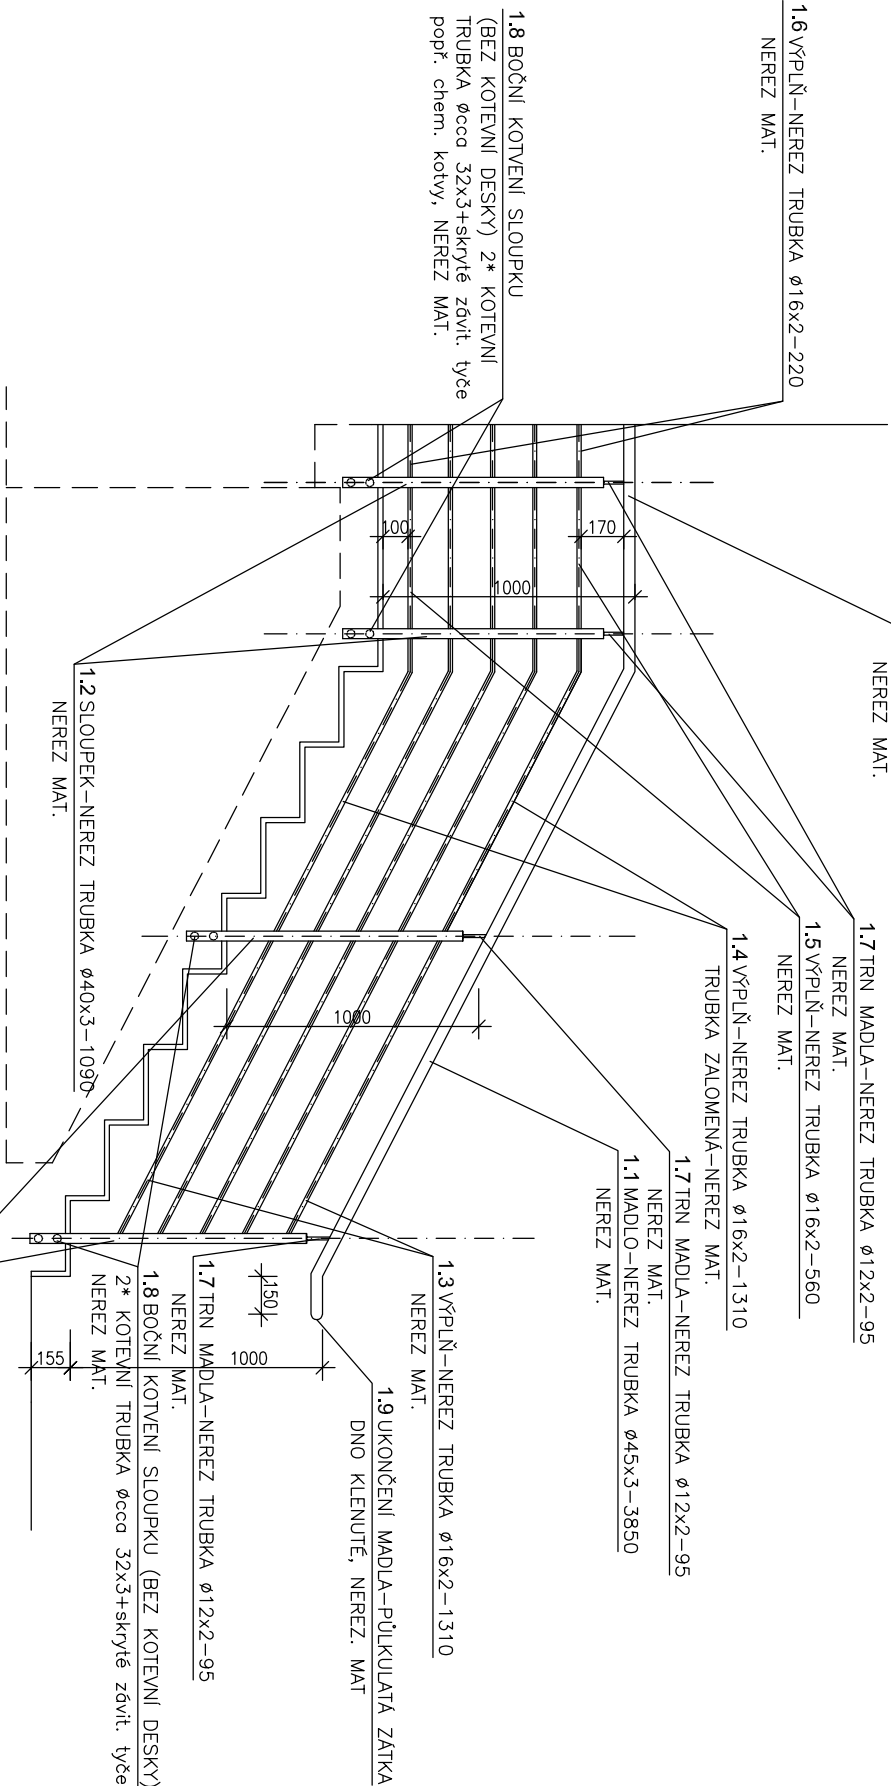 1.6 VÝPLŇ-NEREZ TRUBKA Ø16x2-220
NEREZ MAT.
1.8 BOČNÍ KOTVENÍ SLOUPKU
(BEZ KOTEVNÍ DESKY) 2* KOTEVNÍ
TRUBKA Øcca 32x3+skryté závit. tyče
popř. chem. kotvy, NEREZ MAT.
NEREZ MAT.
100
170
1000
1.2 SLOUPEK-NEREZ TRUBKA Ø40x3-1090
NEREZ MAT.
1.7 TRN MADLA-NEREZ TRUBKA Ø12x2-95
NEREZ MAT.
1.5 VÝPLŇ-NEREZ TRUBKA Ø16x2-560
NEREZ MAT.
1.4 VÝPLŇ-NEREZ TRUBKA Ø16x2-1310
TRUBKA ZALOMENÁ-NEREZ MAT.
1000
1.7 TRN MADLA-NEREZ TRUBKA Ø12x2-95
NEREZ MAT.
1.1 MADLO-NEREZ TRUBKA Ø45x3-3850
NEREZ MAT.
1.3 VÝPLŇ-NEREZ TRUBKA Ø16x2-1310
NEREZ MAT.
1.9 UKONČENÍ MADLA-PŮLKULATÁ ZÁTKA
DNO KLENUTÉ, NEREZ. MAT
150
1.7 TRN MADLA-NEREZ TRUBKA Ø12x2-95
NEREZ MAT.
1.8 BOČNÍ KOTVENÍ SLOUPKU (BEZ KOTEVNÍ DESKY)
2* KOTEVNÍ TRUBKA Øcca 32x3+skryté závit. tyče
NEREZ MAT.
155
1000